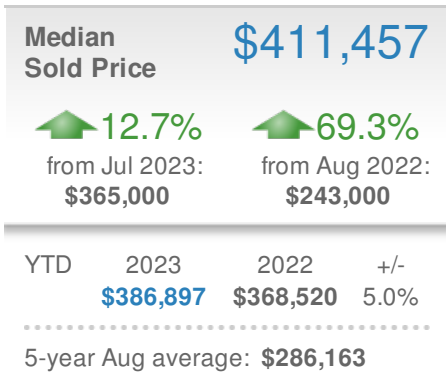 Median
Sold Price
$411,457
12.7%
from Jul 2023:
$365,000
69.3%
from Aug 2022:
$243,000
YTD 2023 2022 +/-
$386,897 $368,520 5.0%
5-year Aug average: $286,163